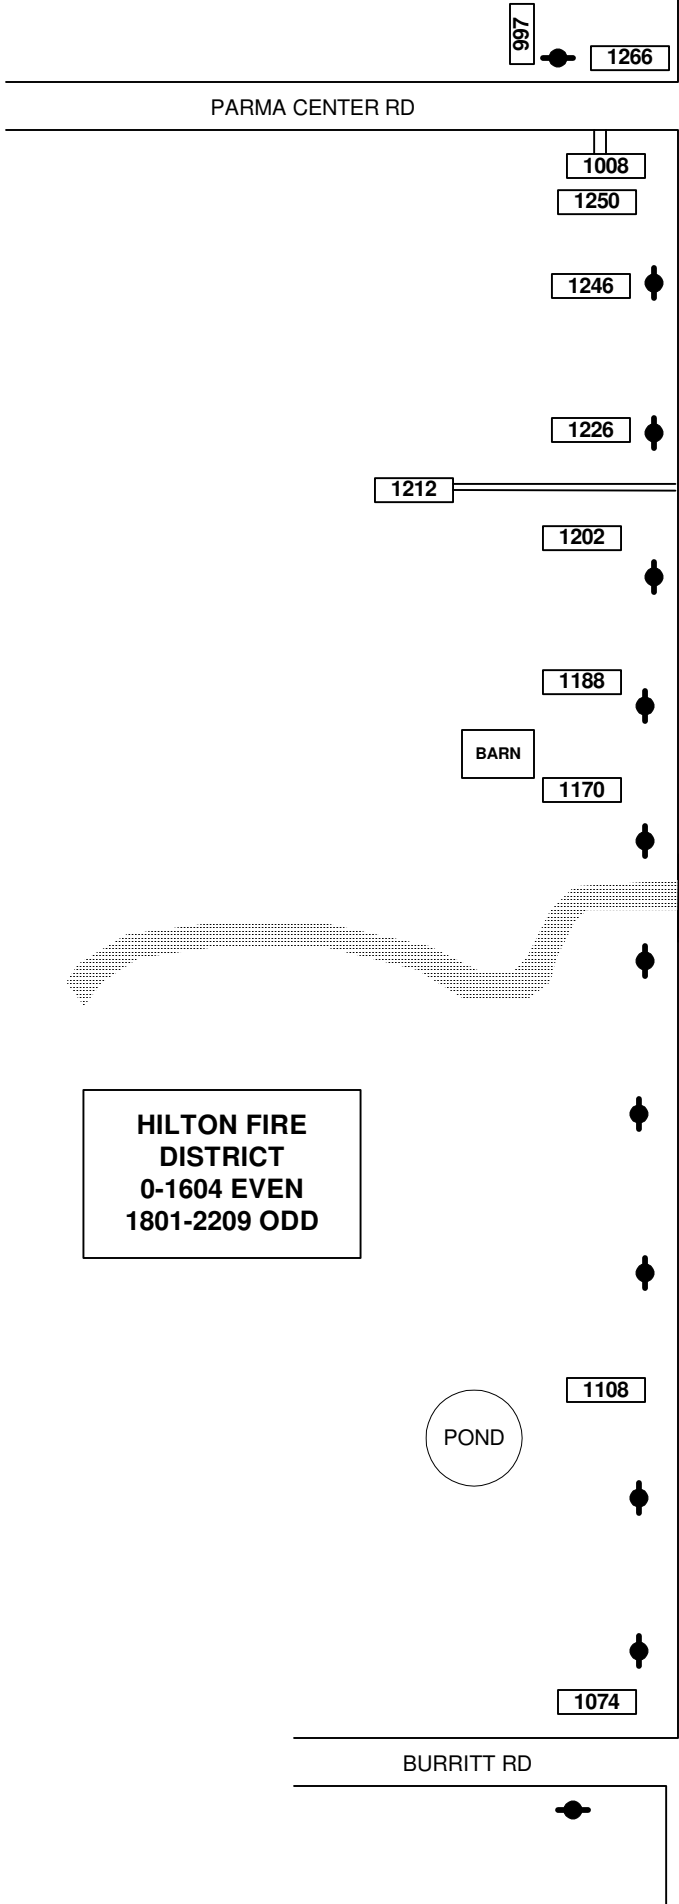 997
1266
PARMA CENTER RD
1008
1250
1246
1226
1212
1202
1188
BARN
1170
HILTON FIRE
DISTRICT
0-1604 EVEN
1801-2209 ODD
1108
POND
1074
BURRITT RD